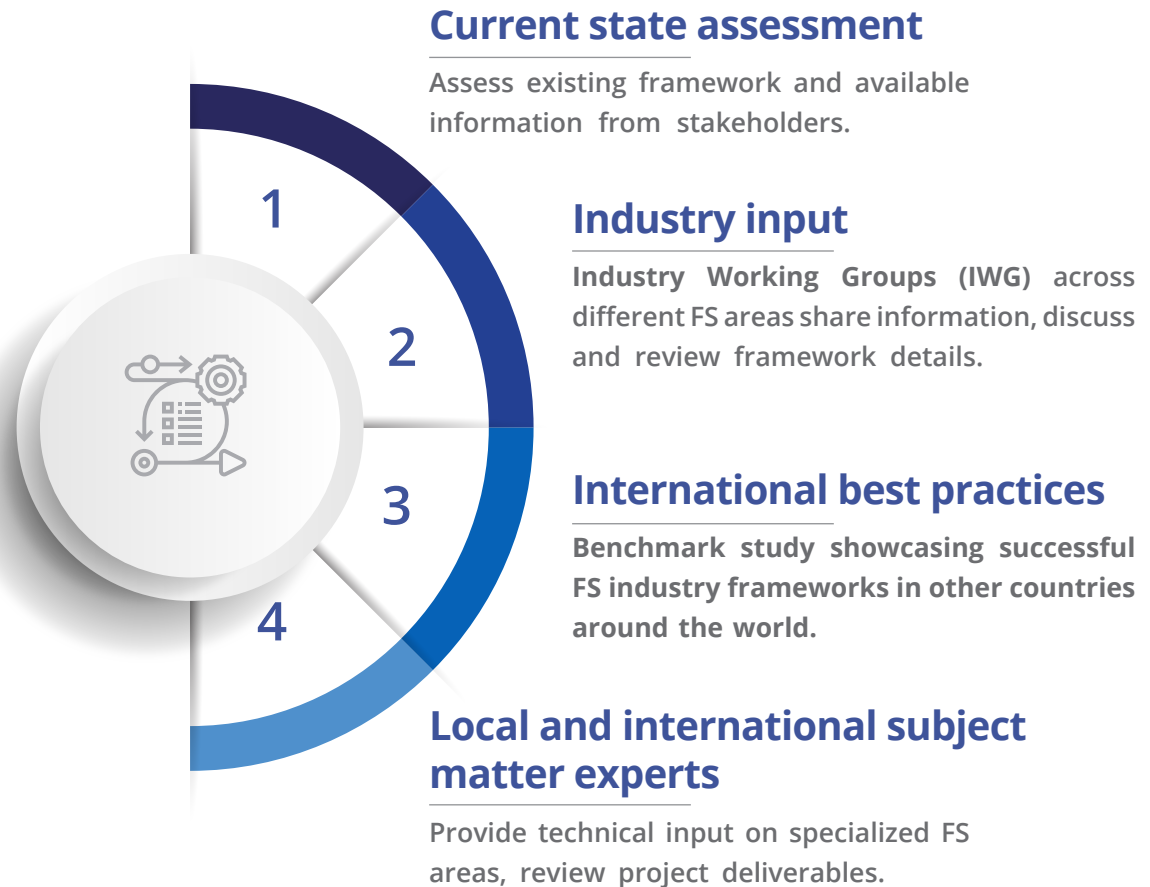 Current state assessment
Assess existing framework and available
information from stakeholders.
1
Industry input
Industry Working Groups (IWG) across
different FS areas share information, discuss
and review framework details.
2
International best practices
Benchmark study showcasing successful
FS industry frameworks in other countries
around the world.
3
Local and international subject
matter experts
Provide technical input on specialized FS
areas, review project deliverables.
4